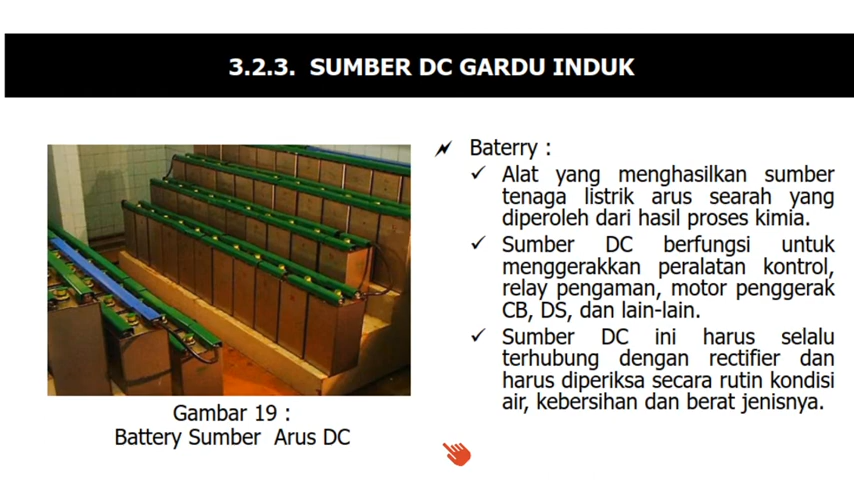 3.2.3. SUMBER DC GARDU INDUK
Baterry :
Alat yang menghasilkan sumber
tenaga listrik arus searah yang
diperoleh dari hasil proses kimia.
Sumber DC berfungsi untuk
menggerakkan peralatan kontrol,
relay pengaman, motor penggerak
CB, DS, dan lain-lain.
Sumber DC ini harus selalu
terhubung dengan rectifier dan
harus diperiksa secara rutin kondisi
air, kebersihan dan berat jenisnya.
Gambar 19 :
Battery Sumber Arus DC